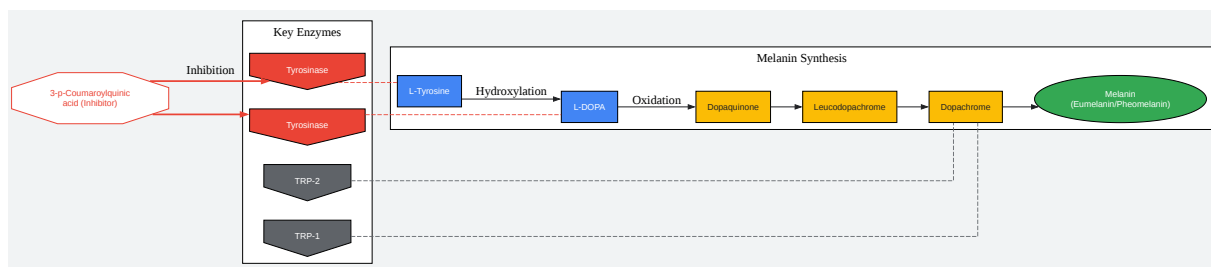 Key Enzymes
Melanin Synthesis
Inhibition
Tyrosinase
3-p-Coumaroylquinic
acid (Inhibitor)
L-Tyrosine
Hydroxylation
L-DOPA
Oxidation
Dopaquinone
Leucodopachrome
Dopachrome
Melanin
(Eumelanin/Pheomelanin)
Tyrosinase
TRP-2
TRP-1